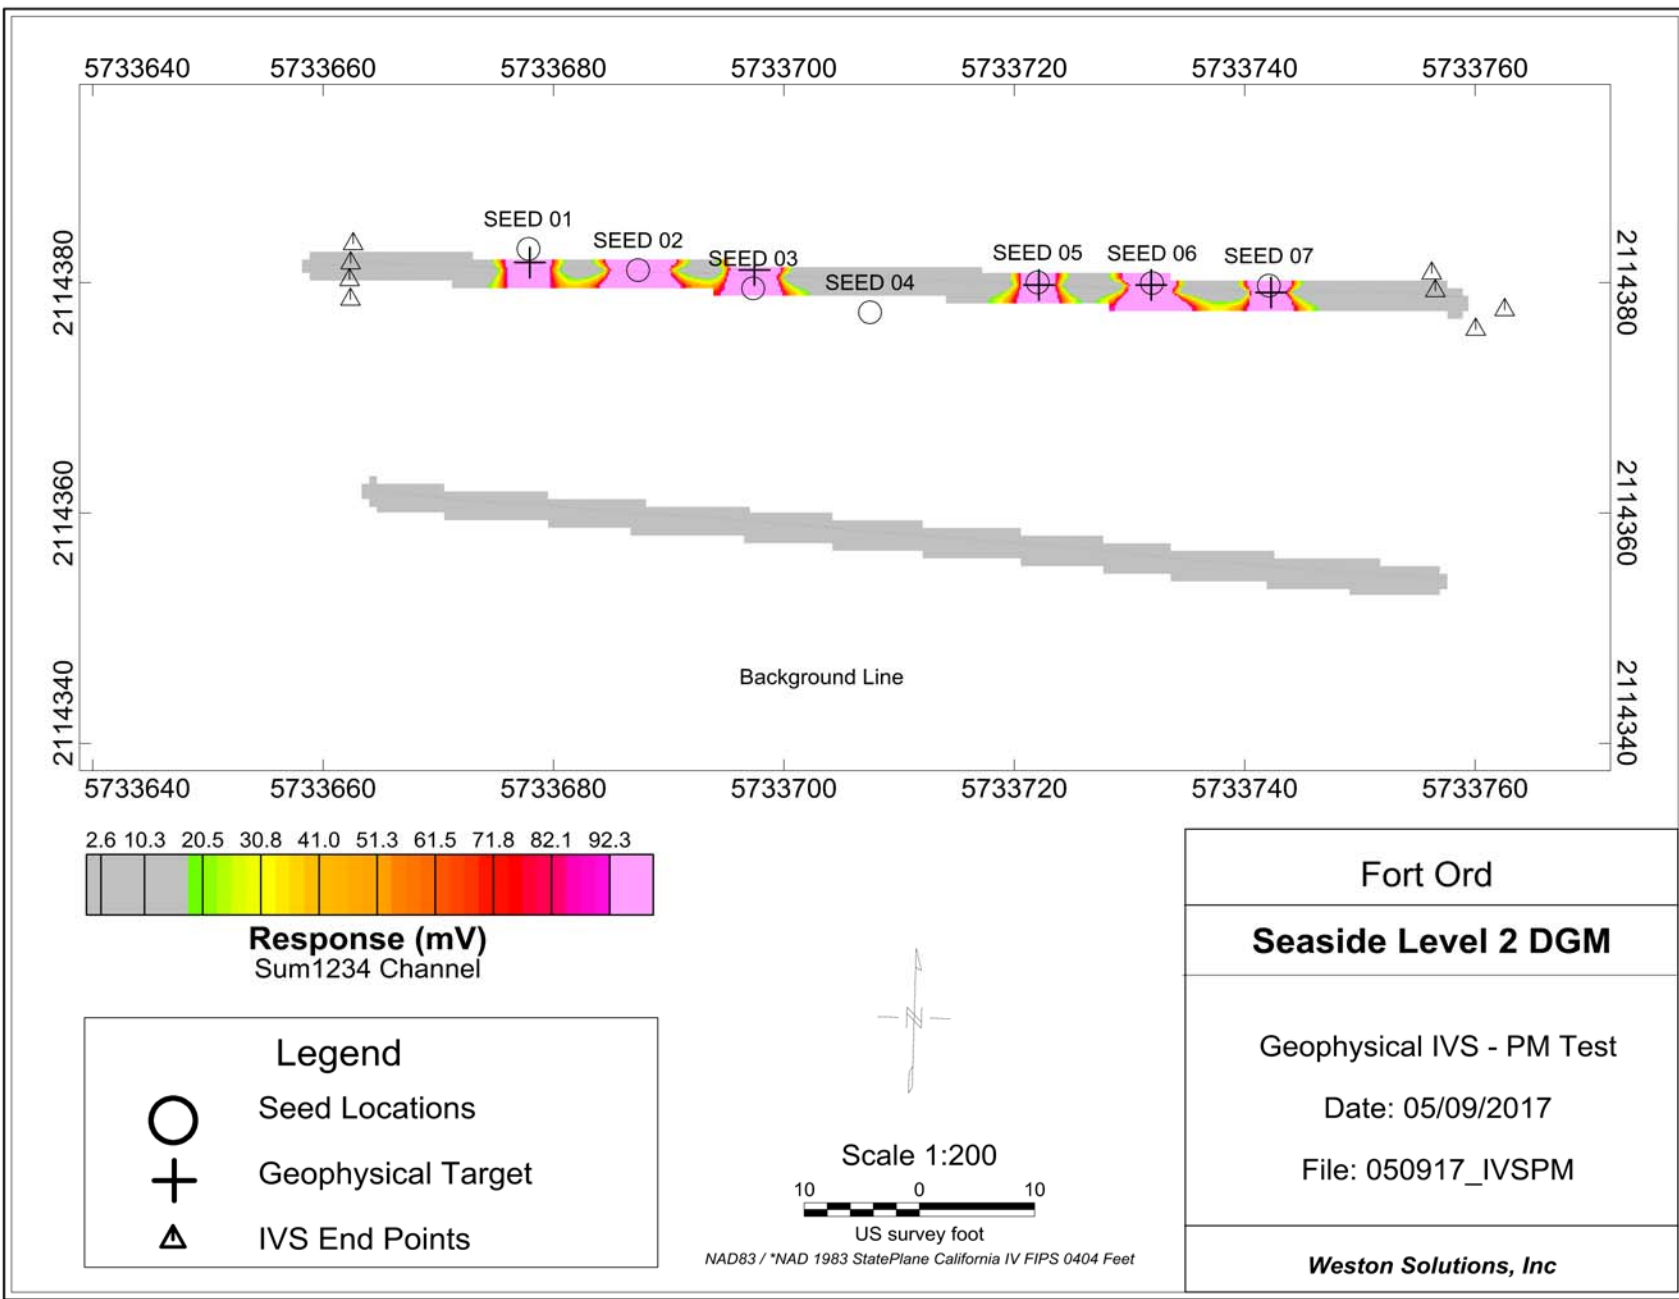 5733640 5733660 5733680 5733700 5733720 5733740 5733760
2114380
2114380
SEED 01
SEED 02
SEED 03
SEED 04
SEED 05
SEED 06
SEED 07
2114360
2114360
Background Line
2114340
2114340
5733640 5733660 5733680 5733700 5733720 5733740 5733760
2.6 10.3 20.5 30.8 41.0 51.3 61.5 71.8 82.1 92.3
Response (mV)
Sum1234 Channel
Legend
Seed Locations
Geophysical Target
IVS End Points
N
Scale 1:200
10 0 10
US survey foot
NAD83 / *NAD 1983 StatePlane California IV FIPS 0404 Feet
Fort Ord
Seaside Level 2 DGM
Geophysical IVS - PM Test
Date: 05/09/2017
File: 050917_IVSPM
Weston Solutions, Inc